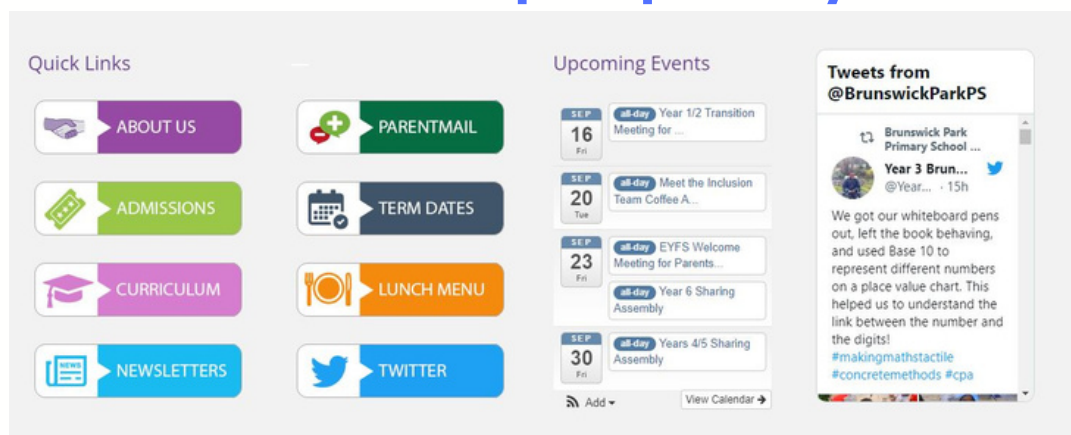 Quick Links
ABOUT US
ADMISSIONS
CURRICULUM
NEWS
NEWSLETTERS
PARENTMAIL
TERM DATES
LUNCH MENU
TWITTER
Upcoming Events
SEP
16
Fri
all-day Year 1/2 Transition
Meeting for ...
SEP
20
Tue
all-day Meet the Inclusion
Team Coffee A...
SEP
23
Fri
all-day EYFS Welcome
Meeting for Parents...
all-day Year 6 Sharing
Assembly
SEP
30
Fri
all-day Years 4/5 Sharing
Assembly
Add
View Calendar
Tweets from
@BrunswickParkPS
Brunswick Park
Primary School ...
Year 3 Brun...
@Year... · 15h
We got our whiteboard pens
out, left the book behaving,
and used Base 10 to
represent different numbers
on a place value chart. This
helped us to understand the
link between the number and
the digits!
#makingmathstactile
#concretemethods #cpa